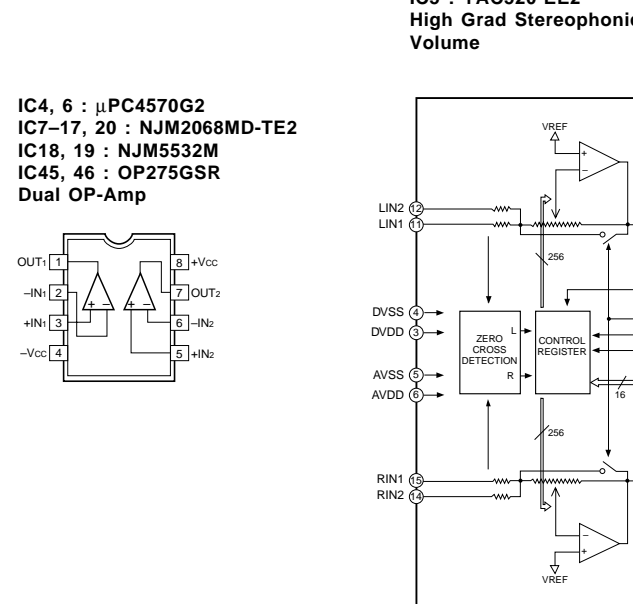 High Grad Stereophonic
Volume
IC4, 6 : µPC4570G2
IC7–17, 20 : NJM2068MD-TE2
IC18, 19 : NJM5532M
IC45, 46 : OP275GSR
Dual OP-Amp
OUT1 1
–IN1 2
+IN1 3
–VCC 4
8 +VCC
7 OUT2
6 –IN2
5 +IN2
+ –
+ –
VREF
+
–
LIN2 12
LIN1 11
256
DVSS 4
DVDD 3
AVSS 5
AVDD 6
ZERO
CROSS
DETECTION
L
R
CONTROL
REGISTER
16
256
RIN1 15
RIN2 14
–
+
VREF